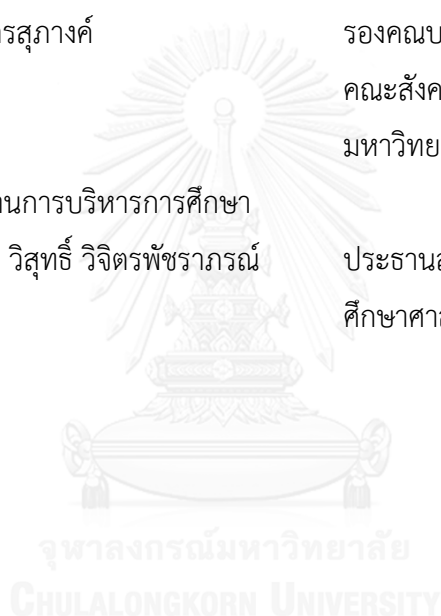 รสุภางค์ รองคณบ
คณะสังค
มหาวิทย
านการบริหารการศึกษา
วิสุทธิ์ วิจิตรพัชราภรณ์ ประธานส
ศึกษาศา
จุฬาลงกรณ์มหาวิทยาลัย
CHULALONGKORN UNIVERSITY